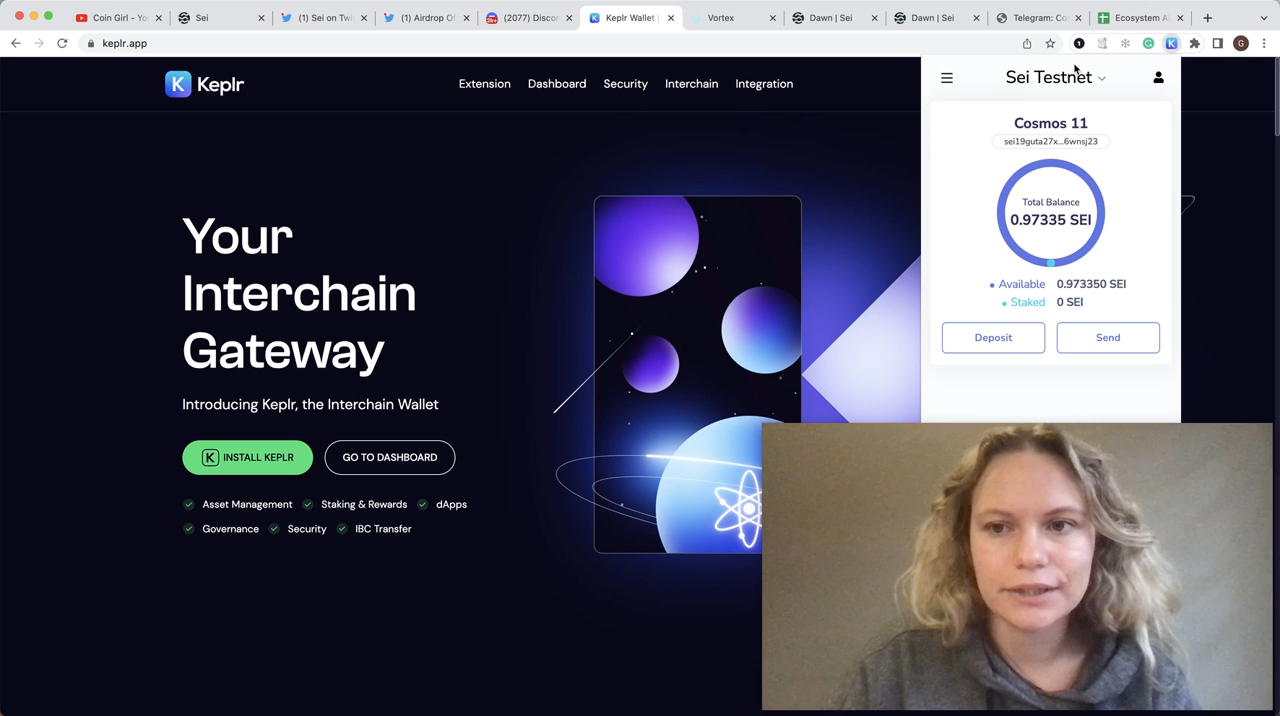 Coin Girl - Yo
Sei
(1) Sei on Twi
(1) Airdrop Of
(2077) Discor
Keplr Wallet |
Vortex
Dawn | Sei
Dawn | Sei
Telegram: Co
Ecosystem Ai
keplr.app
G
K Keplr
Extension
Dashboard
Security
Interchain
Integration
Your
Interchain
Gateway
Introducing Keplr, the Interchain Wallet
K INSTALL KEPLR
GO TO DASHBOARD
Asset Management
Staking & Rewards
dApps
Governance
Security
IBC Transfer
Sei Testnet
Cosmos 11
sei19guta27x...6wnsj23
Total Balance
0.97335 SEI
Available 0.973350 SEI
Staked 0 SEI
Deposit
Send